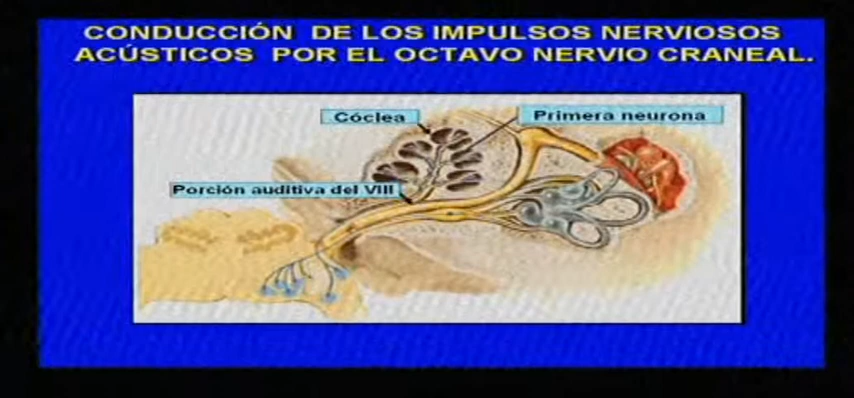 CONDUCCIÓN DE LOS IMPULSOS NERVIOSOS
ACÚSTICOS POR EL OCTAVO NERVIO CRANEAL.
Cóclea
Primera neurona
Porción auditiva del VIII